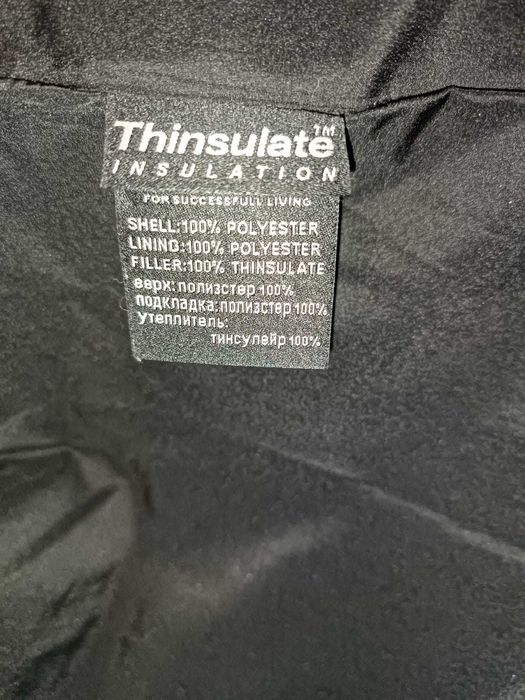 Thinsulate™
INSULATION
FOR SUCCESSFULL LIVING
SHELL:100% POLYESTER
LINING:100% POLYESTER
FILLER:100% THINSULATE
верх:полизстер 100%
подкладка:полизстер 100%
утеплитель:
тинсулейр 100%